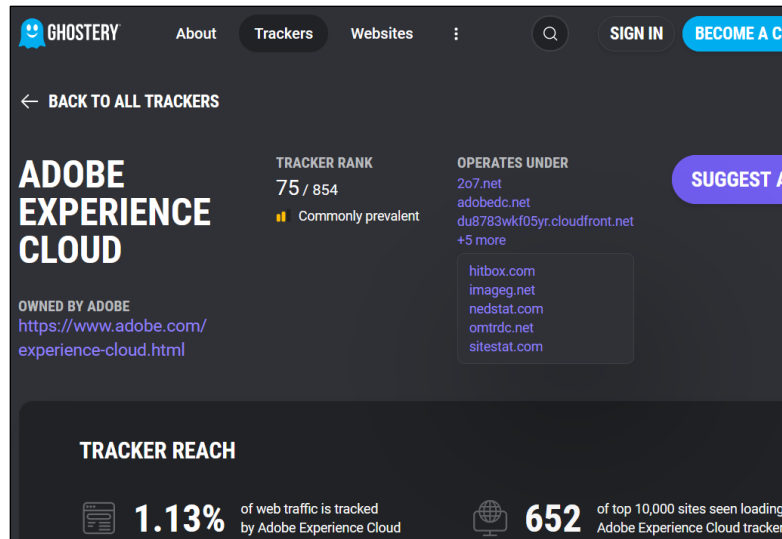 GHOSTERY
About
Trackers
Websites
SIGN IN
BECOME A C
BACK TO ALL TRACKERS
ADOBE
EXPERIENCE
CLOUD
OWNED BY ADOBE
https://www.adobe.com/
experience-cloud.html
TRACKER RANK
75 / 854
Commonly prevalent
OPERATES UNDER
2o7.net
adobedc.net
du8783wkf05yr.cloudfront.net
+5 more
hitbox.com
imageg.net
nedstat.com
omtrdc.net
sitestat.com
SUGGEST A
TRACKER REACH
1.13%
of web traffic is tracked
by Adobe Experience Cloud
652
of top 10,000 sites seen loading
Adobe Experience Cloud tracker